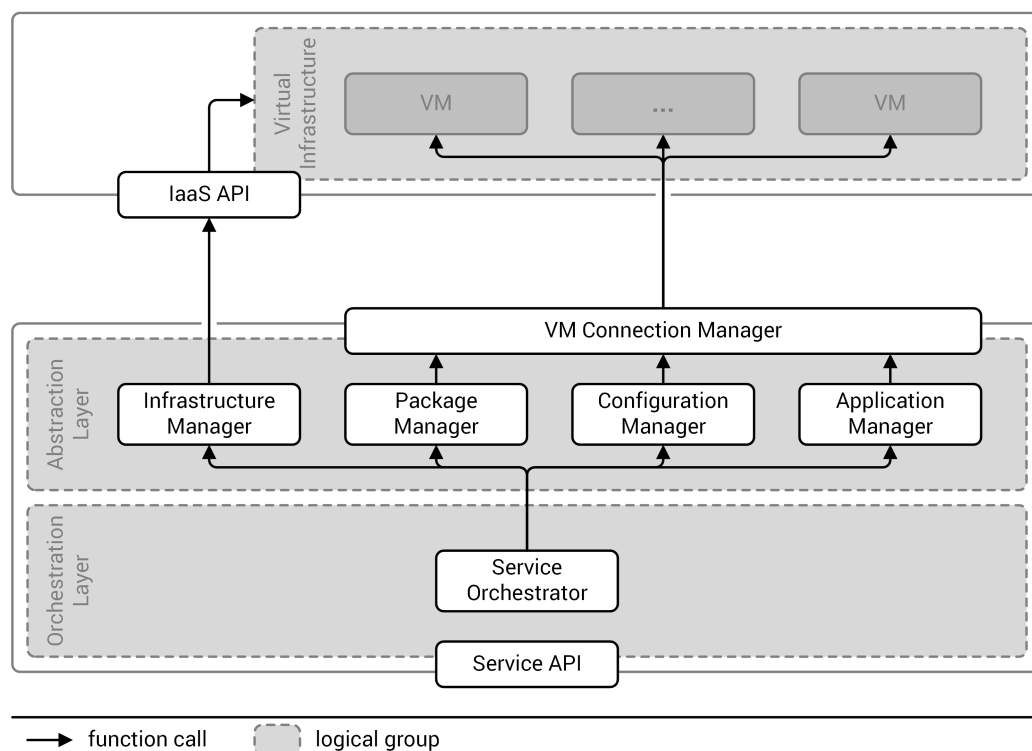 Virtual
Infrastructure
VM
...
VM
IaaS API
VM Connection Manager
Abstraction
Layer
Infrastructure
Manager
Package
Manager
Configuration
Manager
Application
Manager
Orchestration
Layer
Service
Orchestrator
Service API
function call
logical group